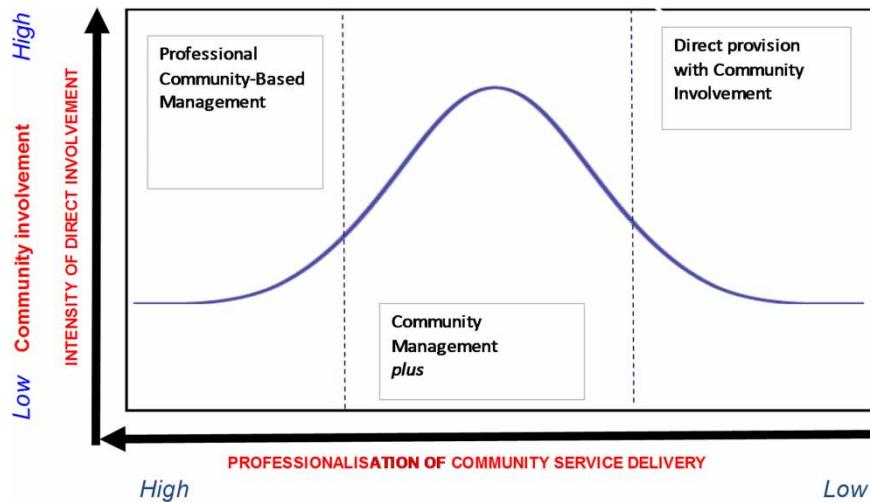 High
Community involvement
Low
INTENSITY OF DIRECT INVOLVEMENT
Professional
Community-Based
Management
Direct provision
with Community
Involvement
Community
Management
plus
PROFESSIONALISATION OF COMMUNITY SERVICE DELIVERY
High
Low